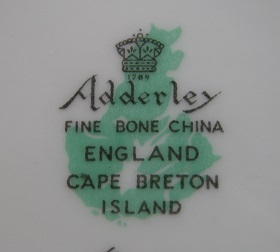 1789
Adderley
FINE BONE CHINA
ENGLAND
CAPE BRETON
ISLAND